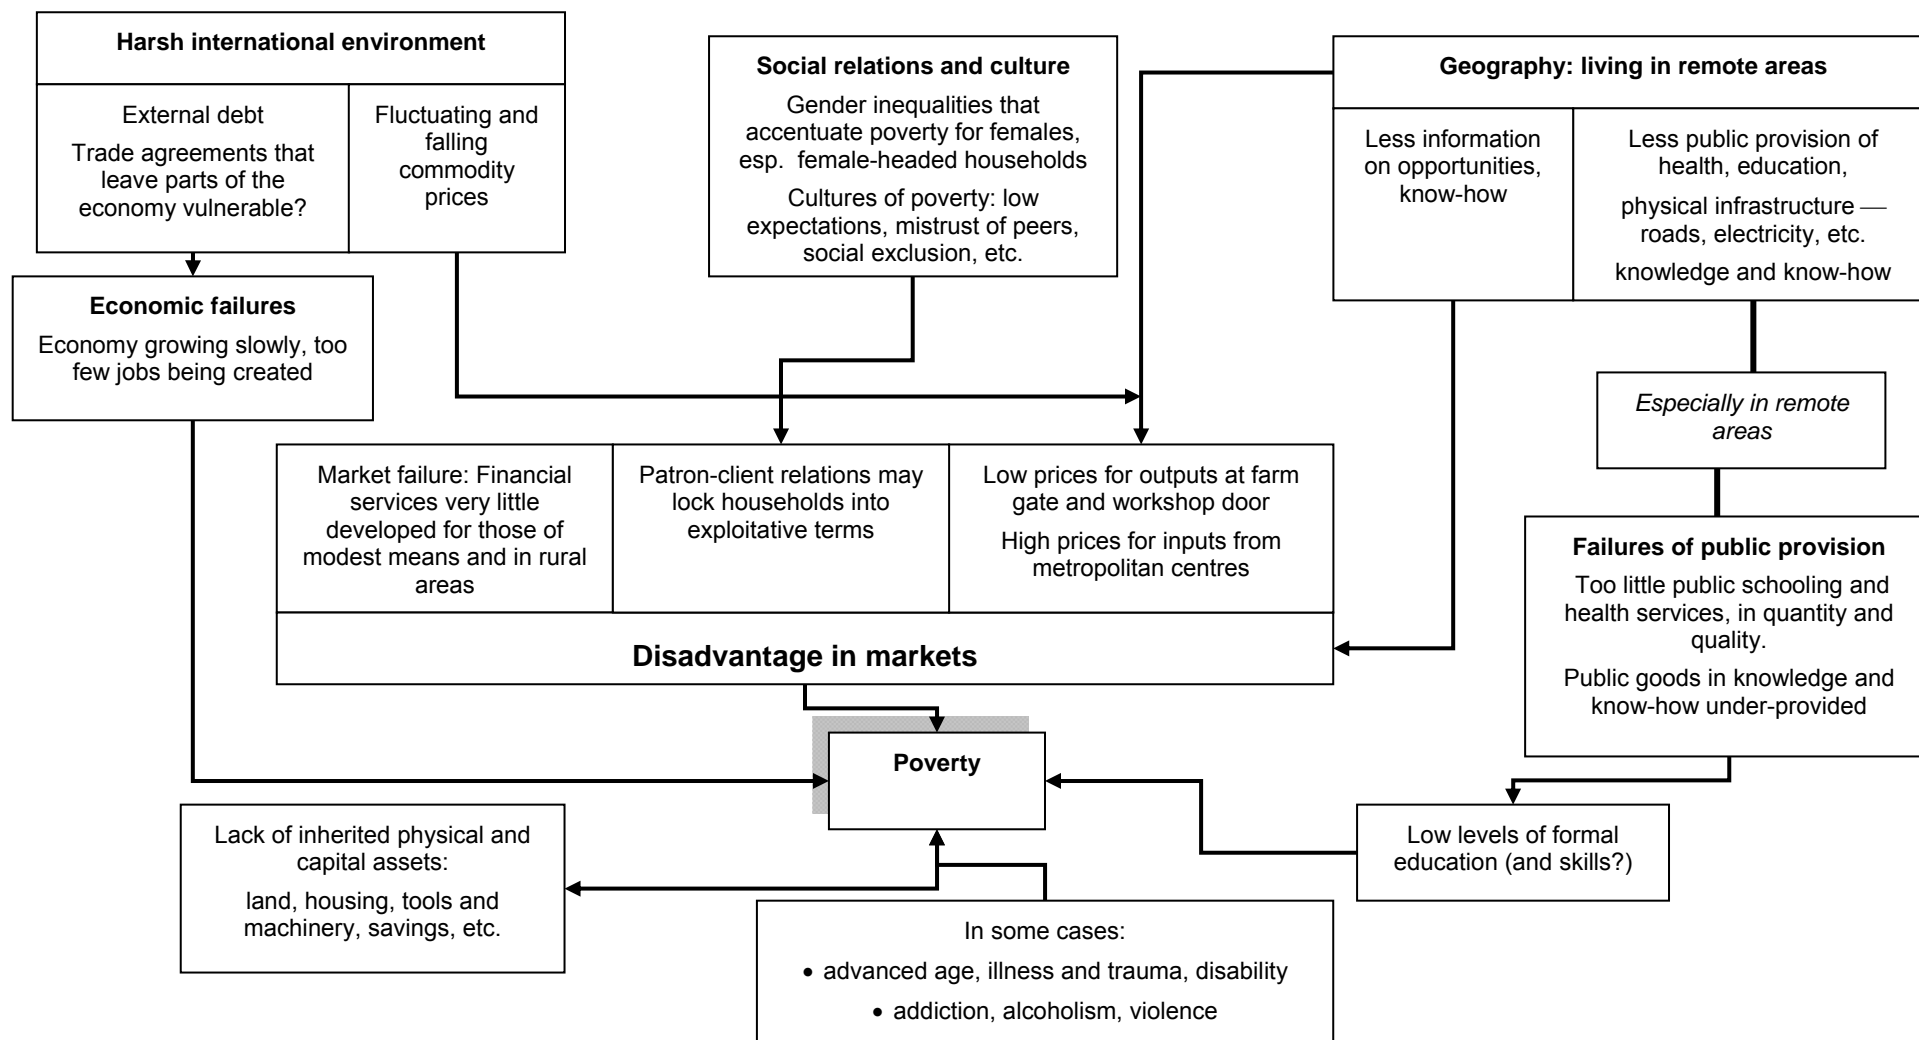 Harsh international environment
External debt
Trade agreements that
leave parts of the
economy vulnerable?
Fluctuating and
falling
commodity
prices
Social relations and culture
Gender inequalities that
accentuate poverty for females,
esp.  female-headed households
Cultures of poverty: low
expectations, mistrust of peers,
social exclusion, etc.
Geography: living in remote areas
Less information
on opportunities,
know-how
Less public provision of
health, education,
physical infrastructure —
roads, electricity, etc.
knowledge and know-how
Economic failures
Economy growing slowly, too
few jobs being created
Especially in remote
areas
Market failure: Financial
services very little
developed for those of
modest means and in rural
areas
Patron-client relations may
lock households into
exploitative terms
Low prices for outputs at farm
gate and workshop door
High prices for inputs from
metropolitan centres
Disadvantage in markets
Failures of public provision
Too little public schooling and
health services, in quantity and
quality.
Public goods in knowledge and
know-how under-provided
Poverty
Lack of inherited physical and
capital assets:
land, housing, tools and
machinery, savings, etc.
Low levels of formal
education (and skills?)
In some cases:
• advanced age, illness and trauma, disability
• addiction, alcoholism, violence